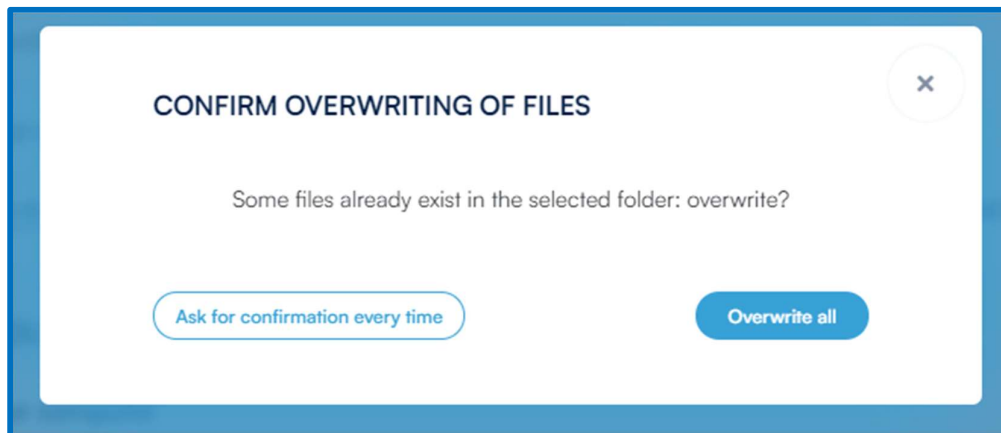 CONFIRM OVERWRITING OF FILES
Some files already exist in the selected folder: overwrite?
Ask for confirmation every time
Overwrite all